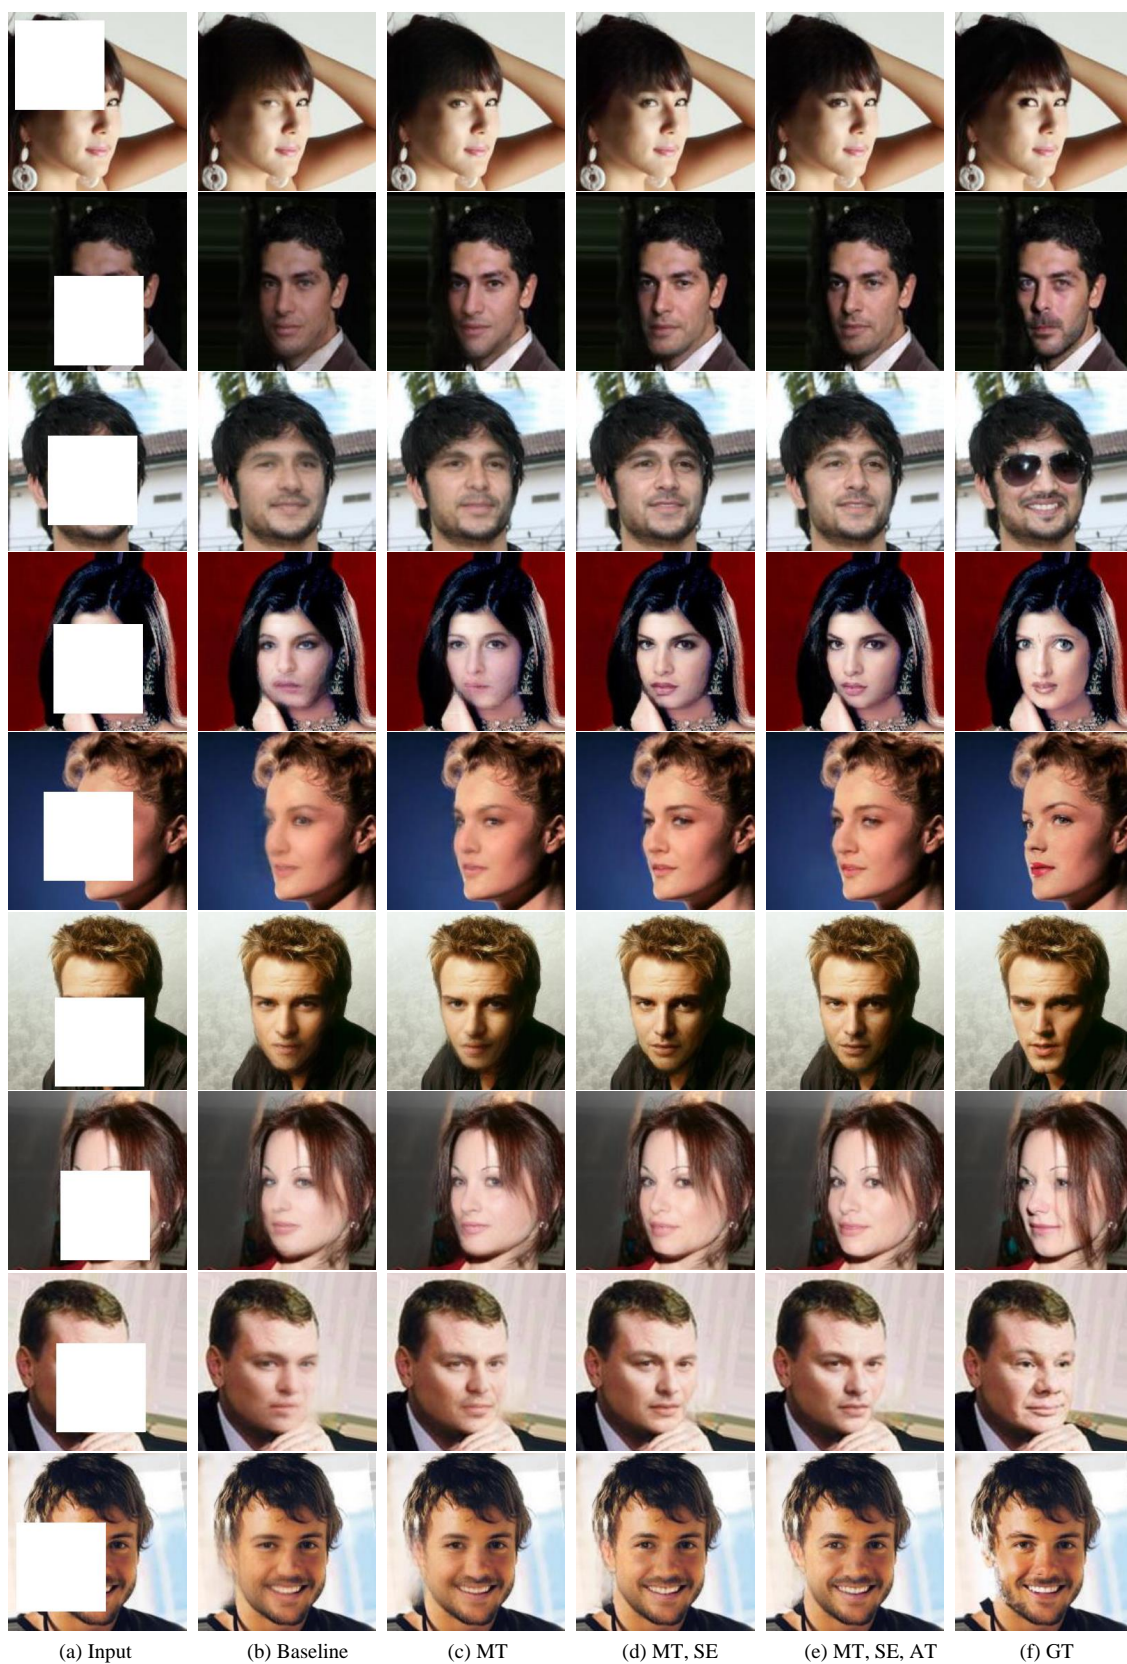 (a) Input
(b) Baseline
(c) MT
(d) MT, SE
(e) MT, SE, AT
(f) GT